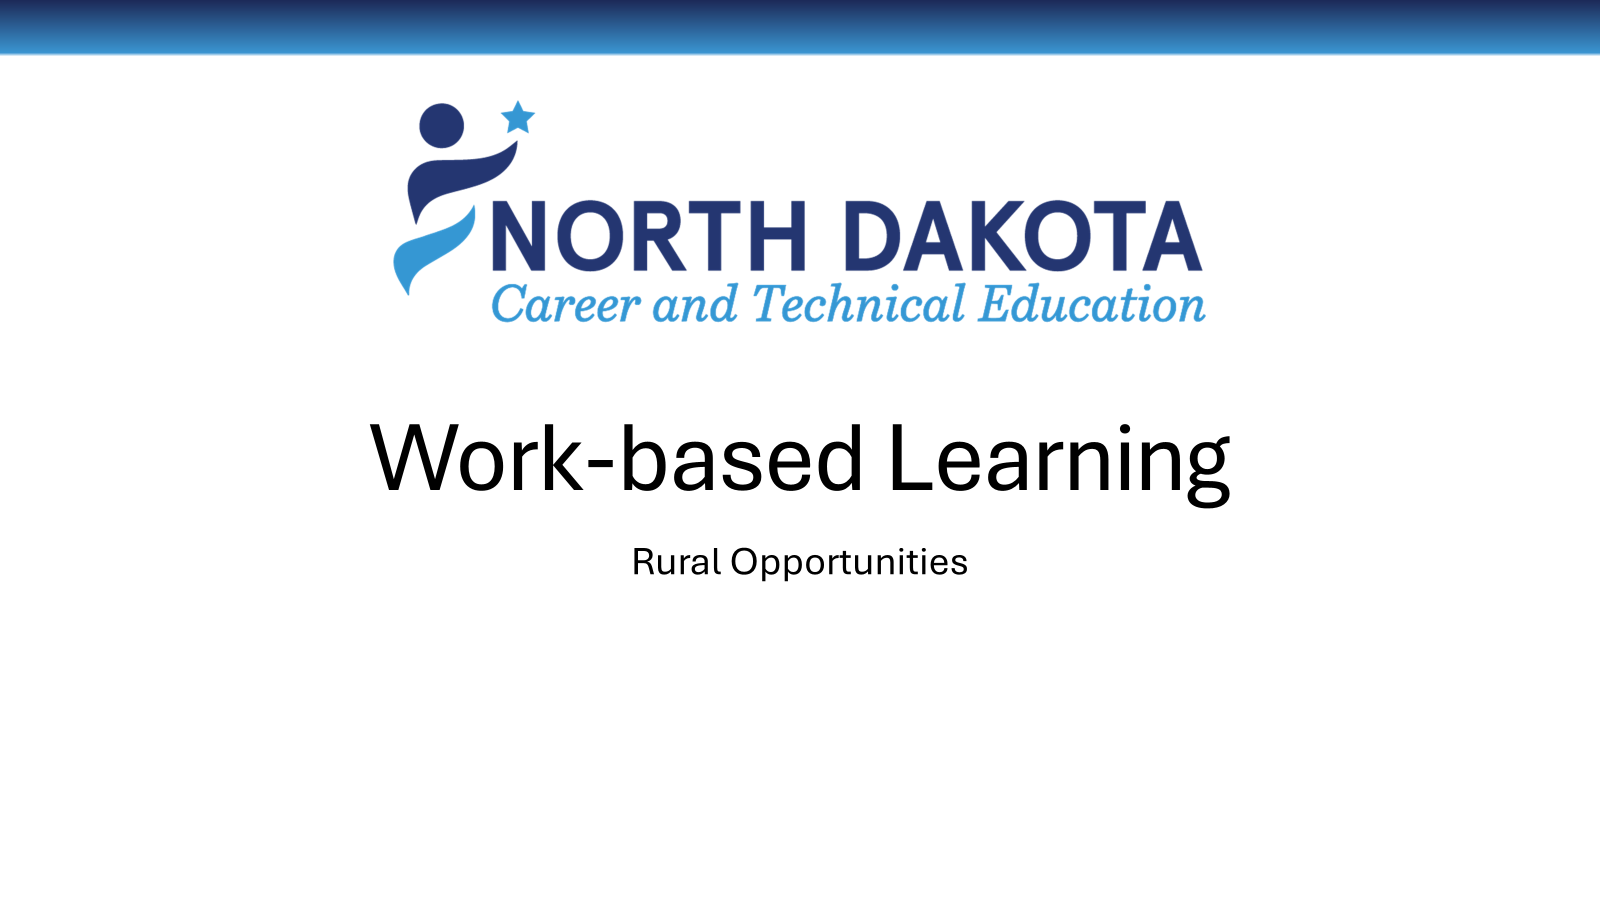 NORTH DAKOTA
Career and Technical Education
Work-based Learning
Rural Opportunities